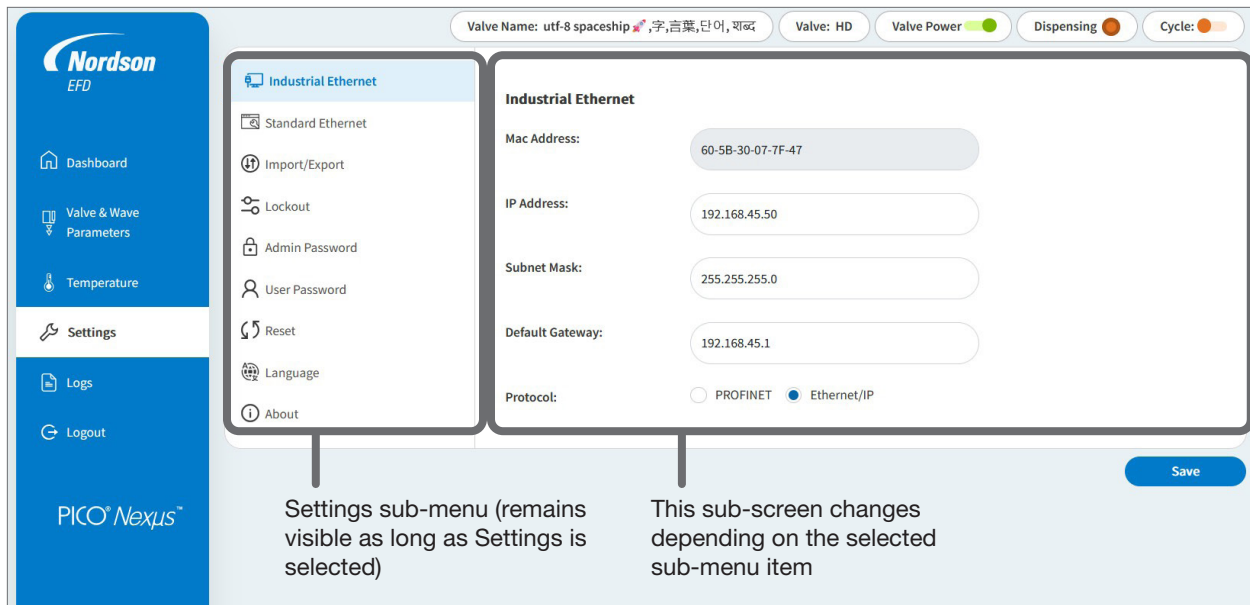 Valve Name: utf-8 spaceship 🚀,字,言葉,단어,शब्द
Valve: HD
Valve Power
Dispensing
Cycle:
Nordson
EFD
Dashboard
Valve & Wave
Parameters
Temperature
Settings
Logs
Logout
PICO® Nexμs™
Industrial Ethernet
Standard Ethernet
Import/Export
Lockout
Admin Password
User Password
Reset
Language
About
Industrial Ethernet
Mac Address:
60-5B-30-07-7F-47
IP Address:
192.168.45.50
Subnet Mask:
255.255.255.0
Default Gateway:
192.168.45.1
Protocol:
PROFINET
Ethernet/IP
Save
Settings sub-menu (remains
visible as long as Settings is
selected)
This sub-screen changes
depending on the selected
sub-menu item